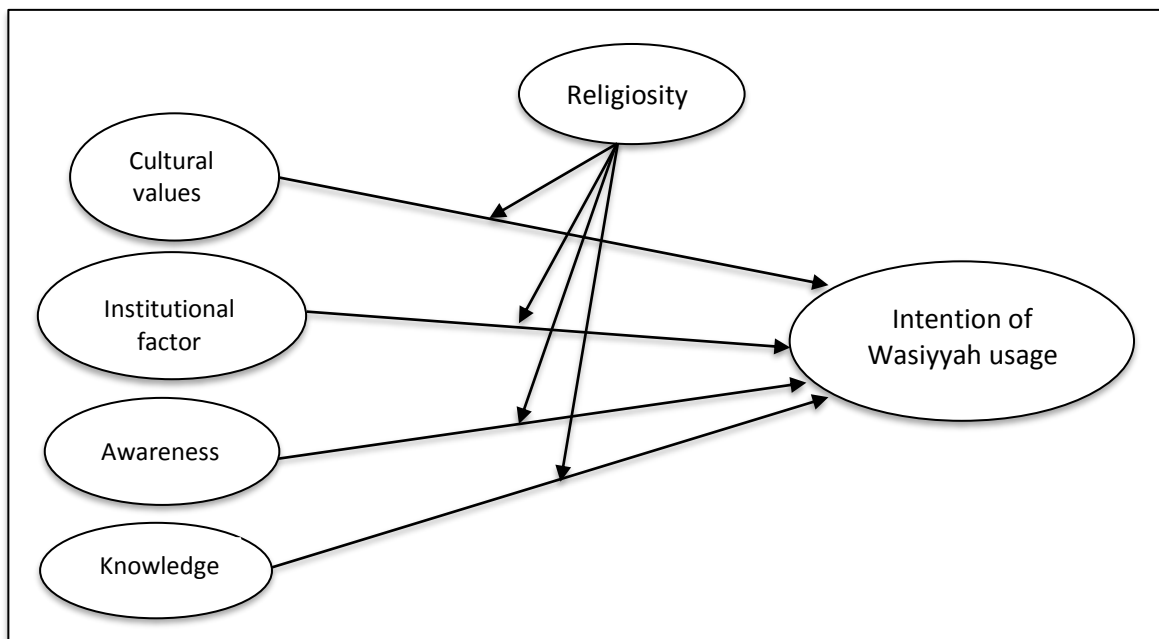 Religiosity
Cultural
values
Institutional
factor
Intention of
Wasiyyah usage
Awareness
Knowledge